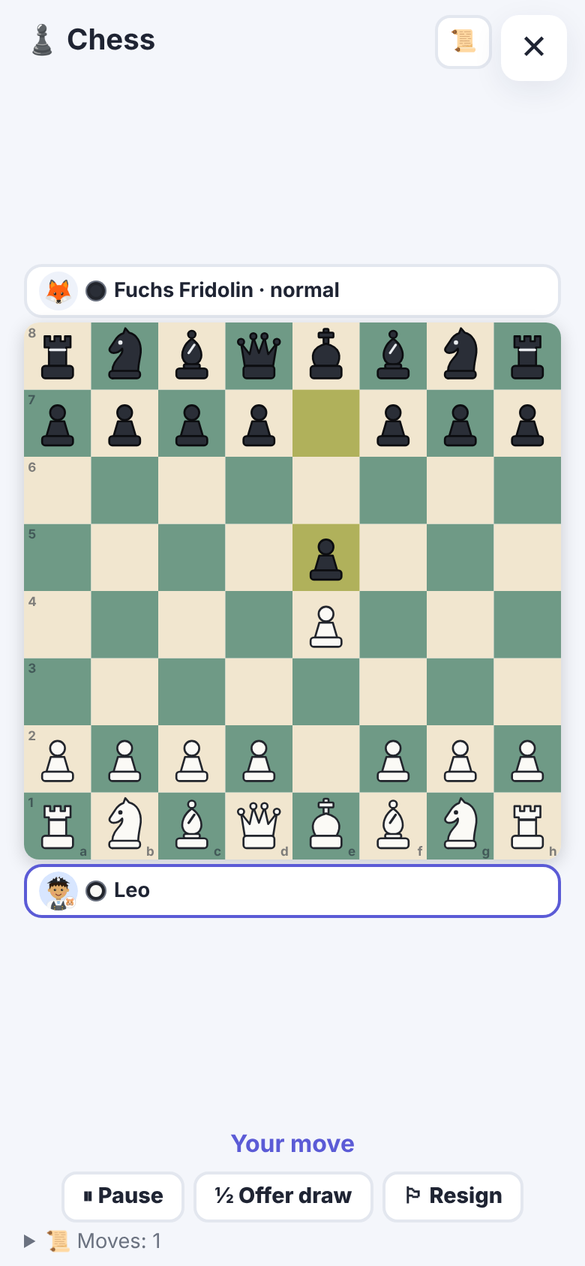 Chess
Fuchs Fridolin · normal
8
7
6
5
4
3
2
1
a b c d e f g h
Leo
Your move
Pause
½ Offer draw
Resign
Moves: 1